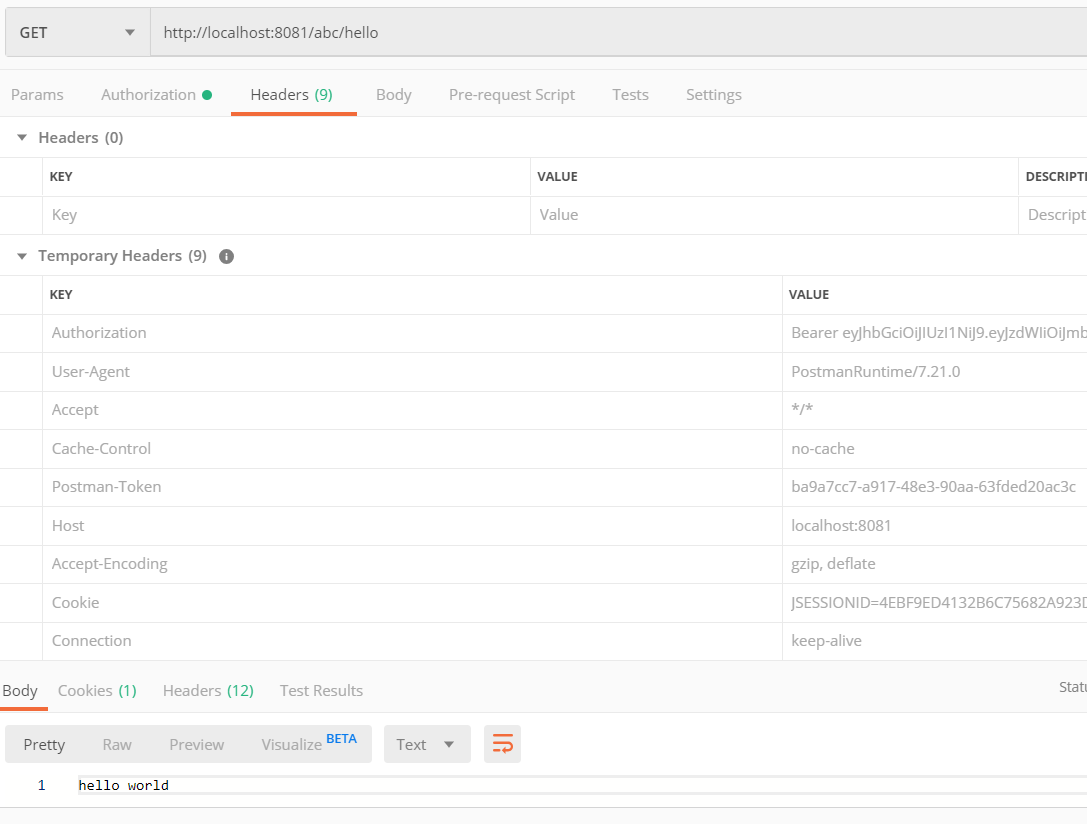 GET http://localhost:8081/abc/hello
Params Authorization Headers (9) Body Pre-request Script Tests Settings
Headers (0)
KEY VALUE DESCRIPTI
Key Value Descript
Temporary Headers (9)
KEY VALUE
Authorization Bearer eyJhbGciOiJIUzI1NiJ9.eyJzdWIiOiJmb
User-Agent PostmanRuntime/7.21.0
Accept */*
Cache-Control no-cache
Postman-Token ba9a7cc7-a917-48e3-90aa-63fded20ac3c
Host localhost:8081
Accept-Encoding gzip, deflate
Cookie JSESSIONID=4EBF9ED4132B6C75682A923D
Connection keep-alive
Body Cookies (1) Headers (12) Test Results Statu
Pretty Raw Preview Visualize BETA Text
1 hello world